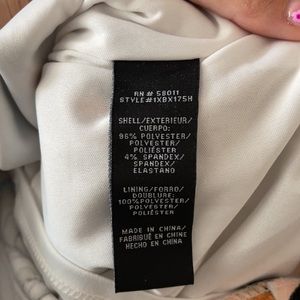 RN # 58011
STYLE#1XBX175H
SHELL/EXTERIEUR/
CUERPO:
96% POLYESTER/
POLYESTER/
POLIÉSTER
4% SPANDEX/
SPANDEX/
ELASTANO
LINING/FORRO/
DOUBLURE:
100%POLYESTER/
POLYESTER/
POLIÉSTER
MADE IN CHINA/
FABRIQUÉ EN CHINE
HECHO EN CHINA